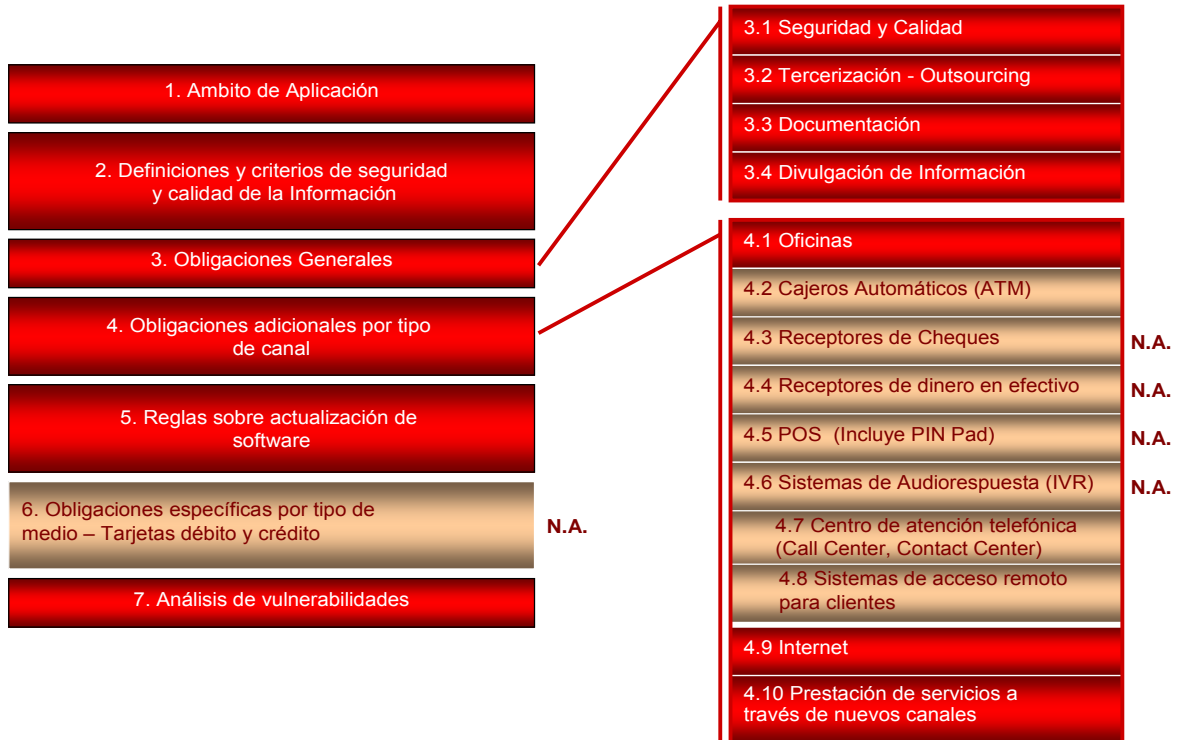 1. Ambito de Aplicación
2. Definiciones y criterios de seguridad
y calidad de la Información
3. Obligaciones Generales
4. Obligaciones adicionales por tipo
de canal
5. Reglas sobre actualización de
software
6. Obligaciones específicas por tipo de
medio – Tarjetas débito y crédito
N.A.
7. Análisis de vulnerabilidades
3.1 Seguridad y Calidad
3.2 Tercerización - Outsourcing
3.3 Documentación
3.4 Divulgación de Información
4.1 Oficinas
4.2 Cajeros Automáticos (ATM)
4.3 Receptores de Cheques
N.A.
4.4 Receptores de dinero en efectivo
N.A.
4.5 POS (Incluye PIN Pad)
N.A.
4.6 Sistemas de Audiorespuesta (IVR)
N.A.
4.7 Centro de atención telefónica
(Call Center, Contact Center)
4.8 Sistemas de acceso remoto
para clientes
4.9 Internet
4.10 Prestación de servicios a
través de nuevos canales